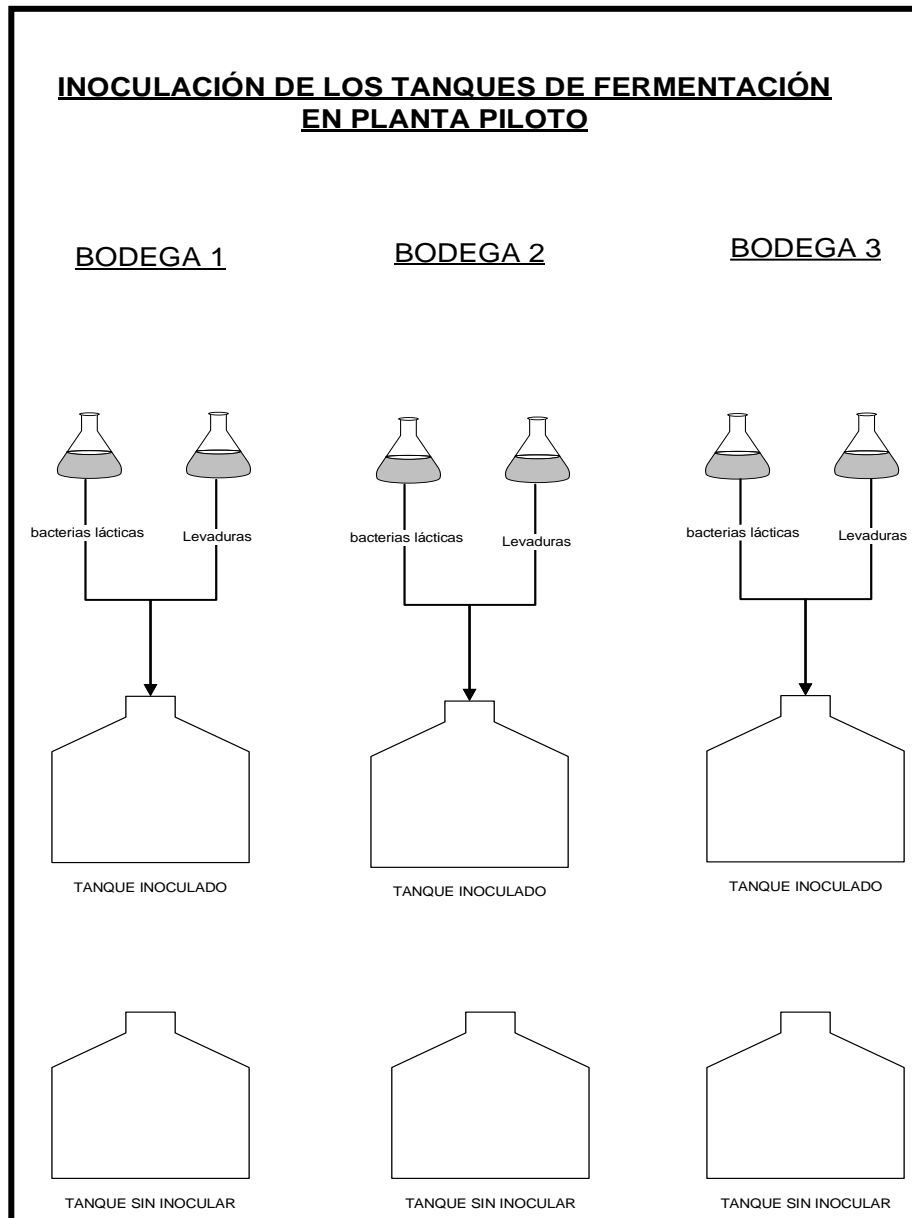 INOCULACIÓN DE LOS TANQUES DE FERMENTACIÓN
EN PLANTA PILOTO
BODEGA 1
BODEGA 2
BODEGA 3
bacterias lácticas
Levaduras
bacterias lácticas
Levaduras
bacterias lácticas
Levaduras
TANQUE INOCULADO
TANQUE INOCULADO
TANQUE INOCULADO
TANQUE SIN INOCULAR
TANQUE SIN INOCULAR
TANQUE SIN INOCULAR